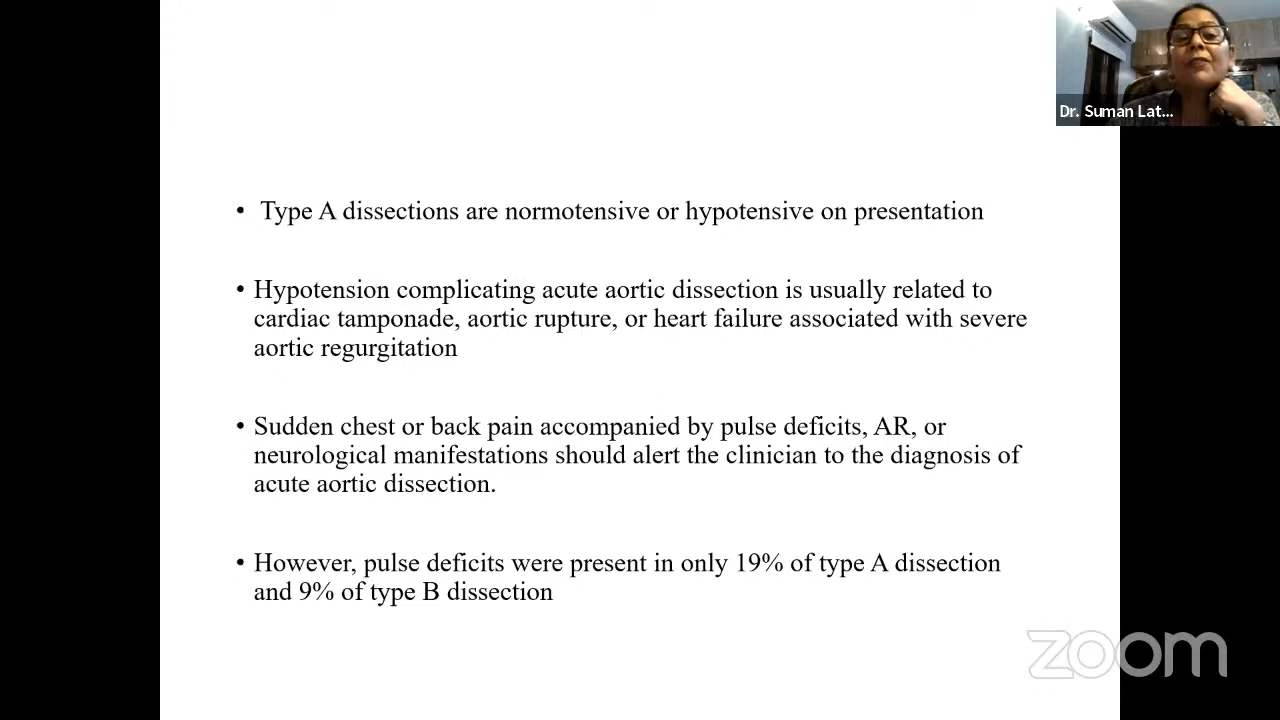 Dr. Suman Lat...
• Type A dissections are normotensive or hypotensive on presentation
• Hypotension complicating acute aortic dissection is usually related to
cardiac tamponade, aortic rupture, or heart failure associated with severe
aortic regurgitation
• Sudden chest or back pain accompanied by pulse deficits, AR, or
neurological manifestations should alert the clinician to the diagnosis of
acute aortic dissection.
• However, pulse deficits were present in only 19% of type A dissection
and 9% of type B dissection
zoom